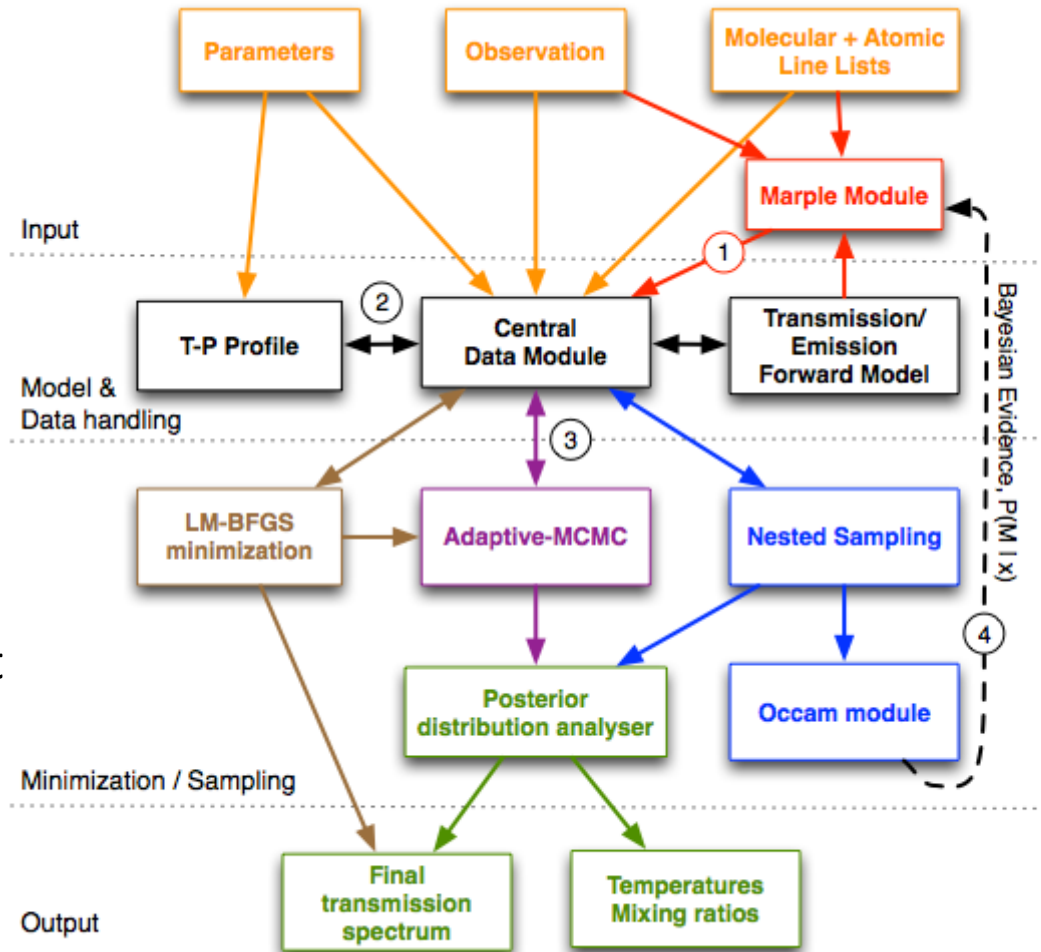 Parameters
Observation
Molecular + Atomic
Line Lists
Marple Module
Input
1
2
T-P Profile
Central
Data Module
Transmission/
Emission
Forward Model
Model &
Data handling
3
Bayesian Evidence, P(M I x)
LM-BFGS
minimization
Adaptive-MCMC
Nested Sampling
4
t
Posterior
distribution analyser
Occam module
Minimization / Sampling
Final
transmission
spectrum
Temperatures
Mixing ratios
Output